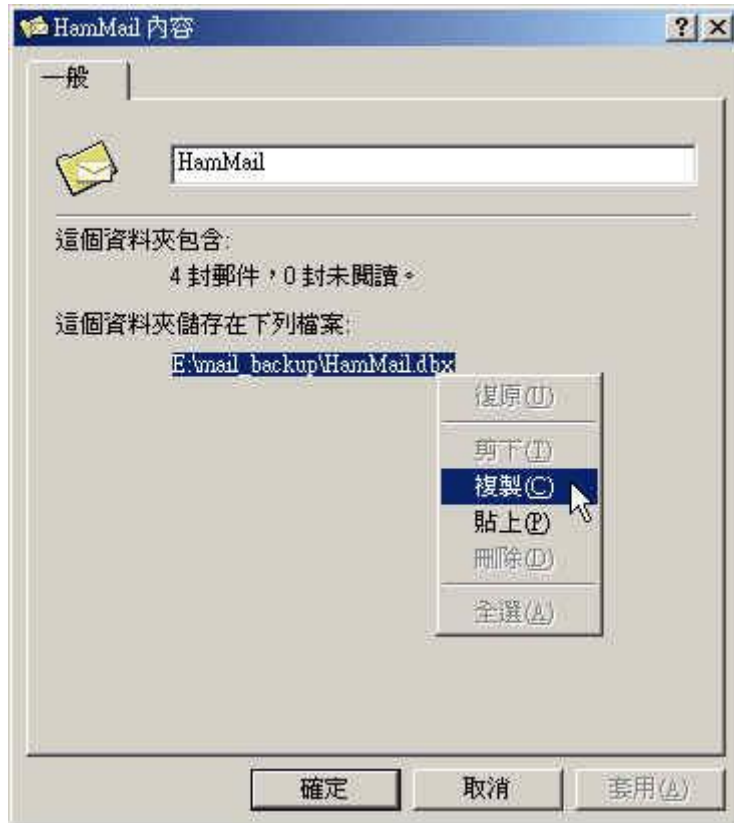 HamMail 內容
一般
HamMail
這個資料夾包含:
4 封郵件，0 封未閱讀。
這個資料夾儲存在下列檔案:
E:\mail_backup\HamMail.dbx
復原(U)
剪下(T)
複製(C)
貼上(P)
刪除(D)
全選(A)
確定
取消
套用(A)